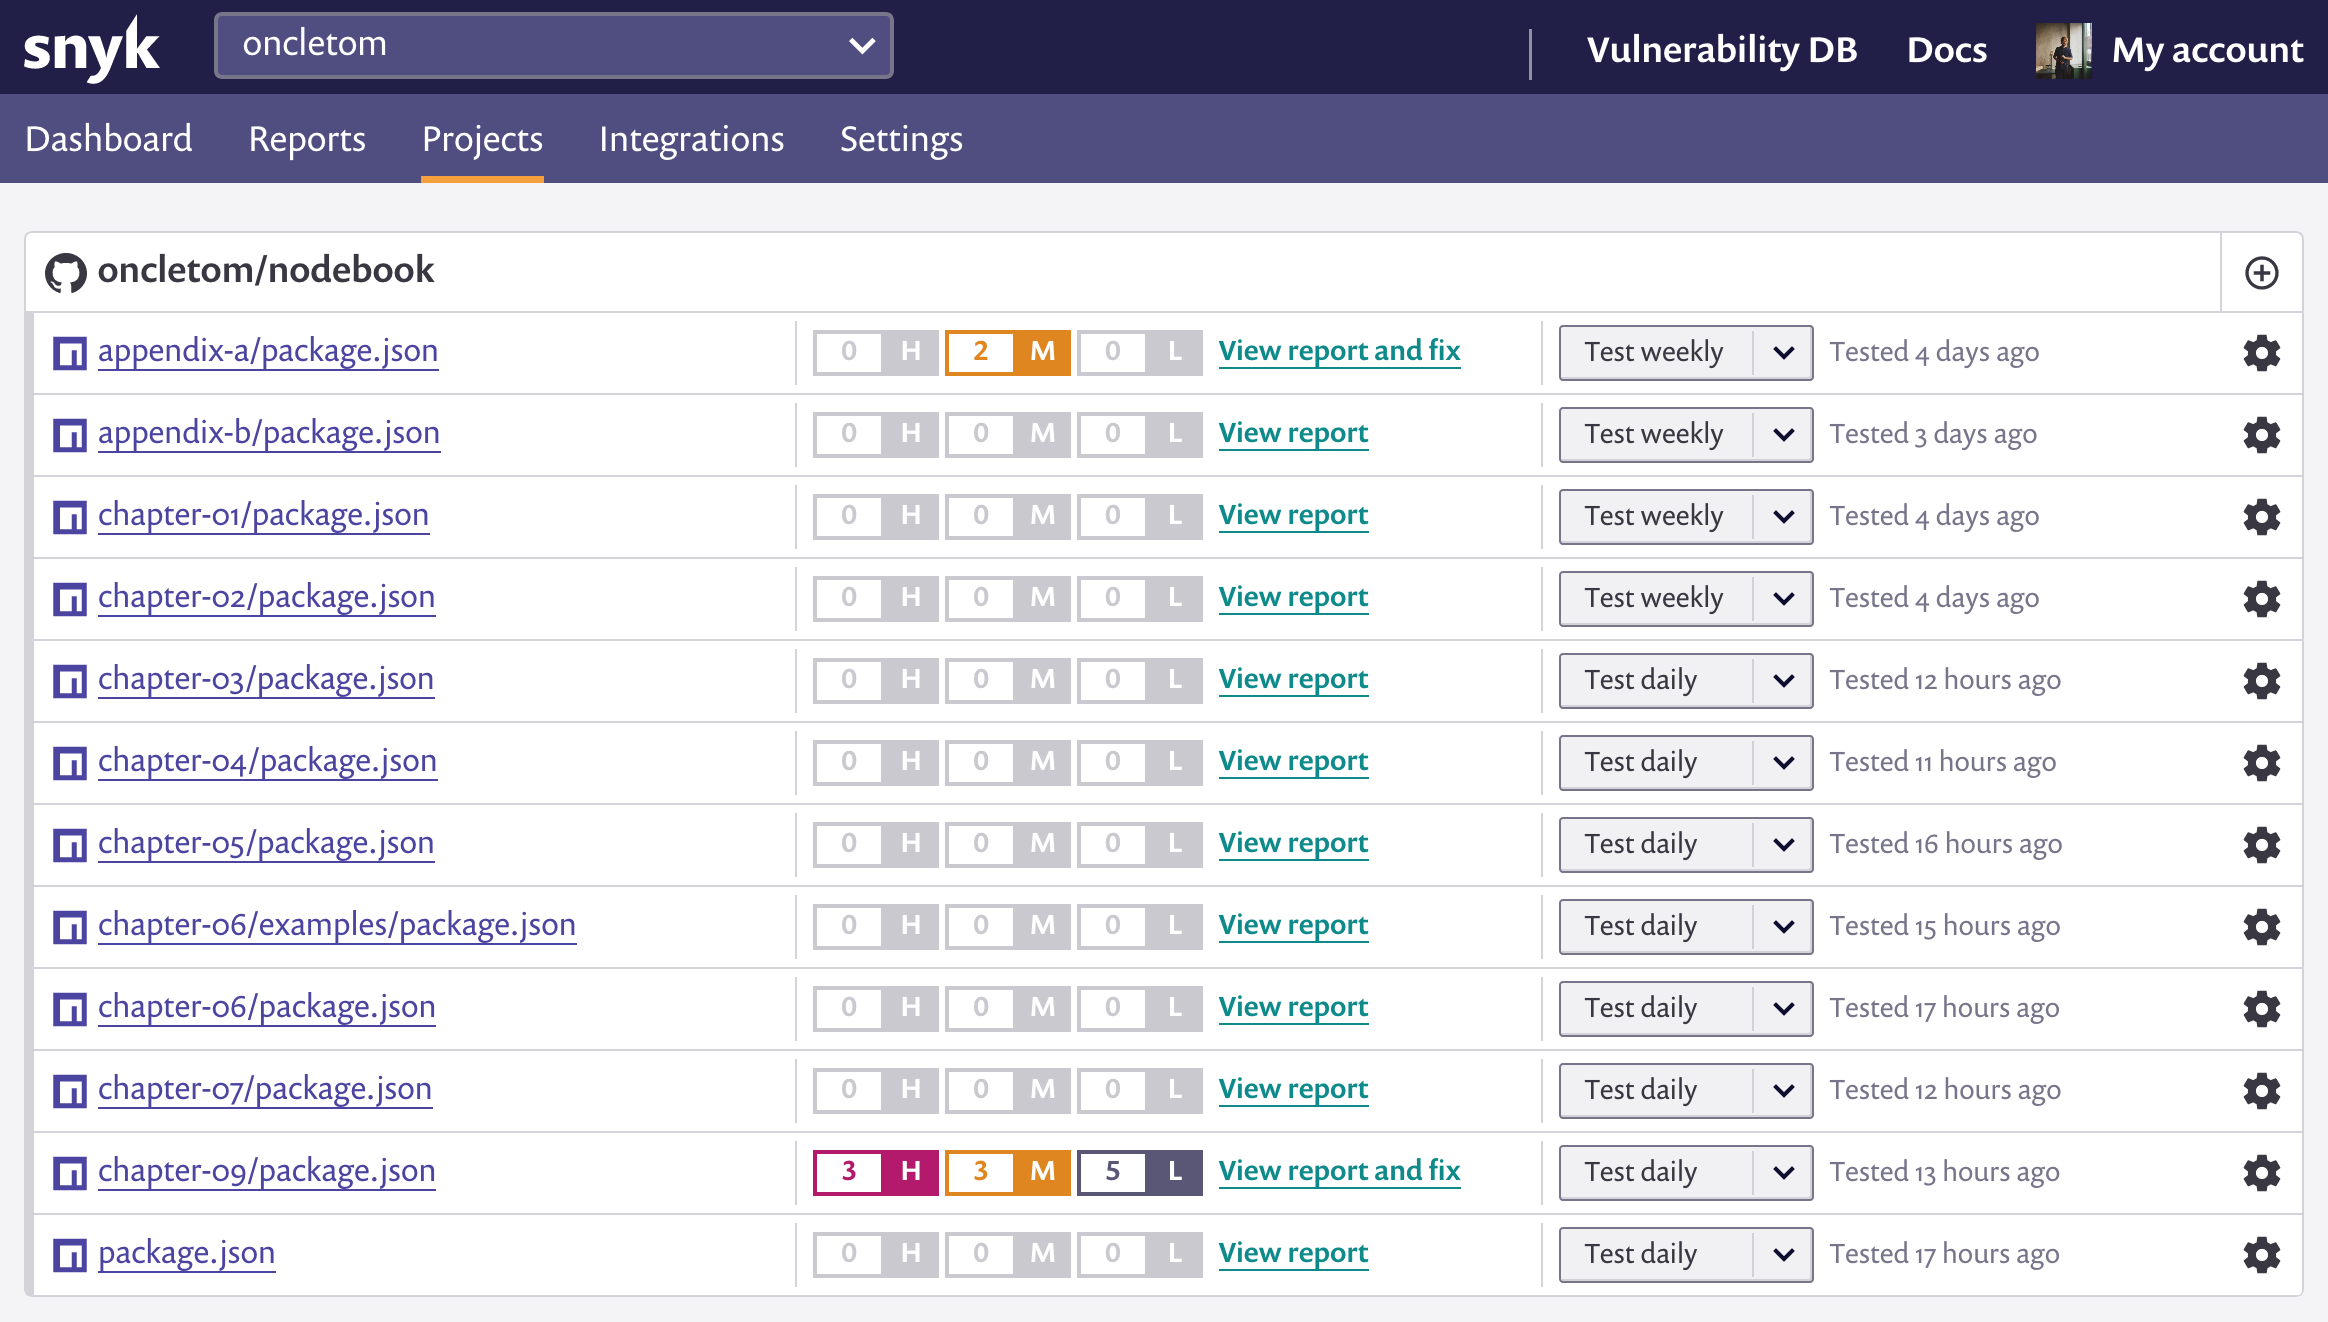 snyk oncletom Vulnerability DB Docs My account
Dashboard Reports Projects Integrations Settings
oncletom/nodebook
appendix-a/package.json 0 H 2 M 0 L View report and fix Test weekly Tested 4 days ago
appendix-b/package.json 0 H 0 M 0 L View report Test weekly Tested 3 days ago
chapter-01/package.json 0 H 0 M 0 L View report Test weekly Tested 4 days ago
chapter-02/package.json 0 H 0 M 0 L View report Test weekly Tested 4 days ago
chapter-03/package.json 0 H 0 M 0 L View report Test daily Tested 12 hours ago
chapter-04/package.json 0 H 0 M 0 L View report Test daily Tested 11 hours ago
chapter-05/package.json 0 H 0 M 0 L View report Test daily Tested 16 hours ago
chapter-06/examples/package.json 0 H 0 M 0 L View report Test daily Tested 15 hours ago
chapter-06/package.json 0 H 0 M 0 L View report Test daily Tested 17 hours ago
chapter-07/package.json 0 H 0 M 0 L View report Test daily Tested 12 hours ago
chapter-09/package.json 3 H 3 M 5 L View report and fix Test daily Tested 13 hours ago
package.json 0 H 0 M 0 L View report Test daily Tested 17 hours ago